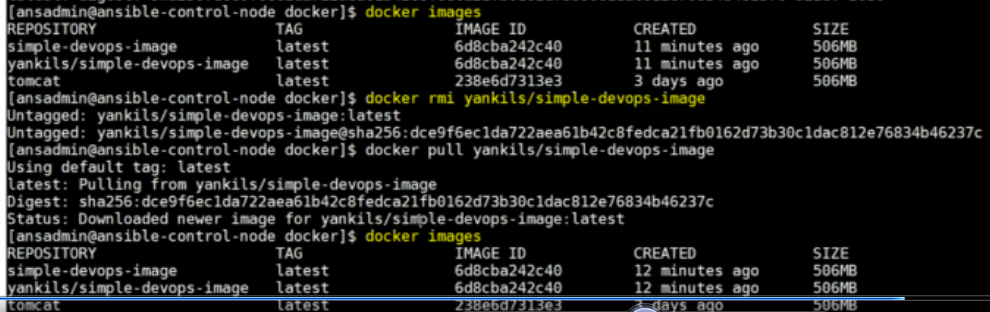 [ansadmin@ansible-control-node docker]$ docker images
REPOSITORY TAG IMAGE ID CREATED SIZE
simple-devops-image latest 6d8cba242c40 11 minutes ago 506MB
yankils/simple-devops-image latest 6d8cba242c40 11 minutes ago 506MB
tomcat latest 238e6d7313e3 3 days ago 506MB
[ansadmin@ansible-control-node docker]$ docker rmi yankils/simple-devops-image
Untagged: yankils/simple-devops-image:latest
Untagged: yankils/simple-devops-image@sha256:dce9f6ec1da722aea61b42c8fedca21fb0162d73b30c1dac812e76834b46237c
[ansadmin@ansible-control-node docker]$ docker pull yankils/simple-devops-image
Using default tag: latest
latest: Pulling from yankils/simple-devops-image
Digest: sha256:dce9f6ec1da722aea61b42c8fedca21fb0162d73b30c1dac812e76834b46237c
Status: Downloaded newer image for yankils/simple-devops-image:latest
[ansadmin@ansible-control-node docker]$ docker images
REPOSITORY TAG IMAGE ID CREATED SIZE
simple-devops-image latest 6d8cba242c40 12 minutes ago 506MB
yankils/simple-devops-image latest 6d8cba242c40 12 minutes ago 506MB
tomcat latest 238e6d7313e3 3 days ago 506MB